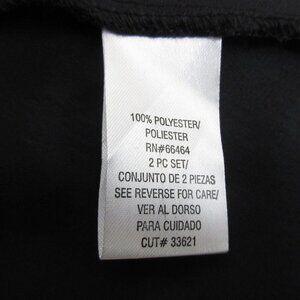 100% POLYESTER/
POLIESTER
RN#66464
2 PC SET/
CONJUNTO DE 2 PIEZAS
SEE REVERSE FOR CARE/
VER AL DORSO
PARA CUIDADO
CUT# 33621